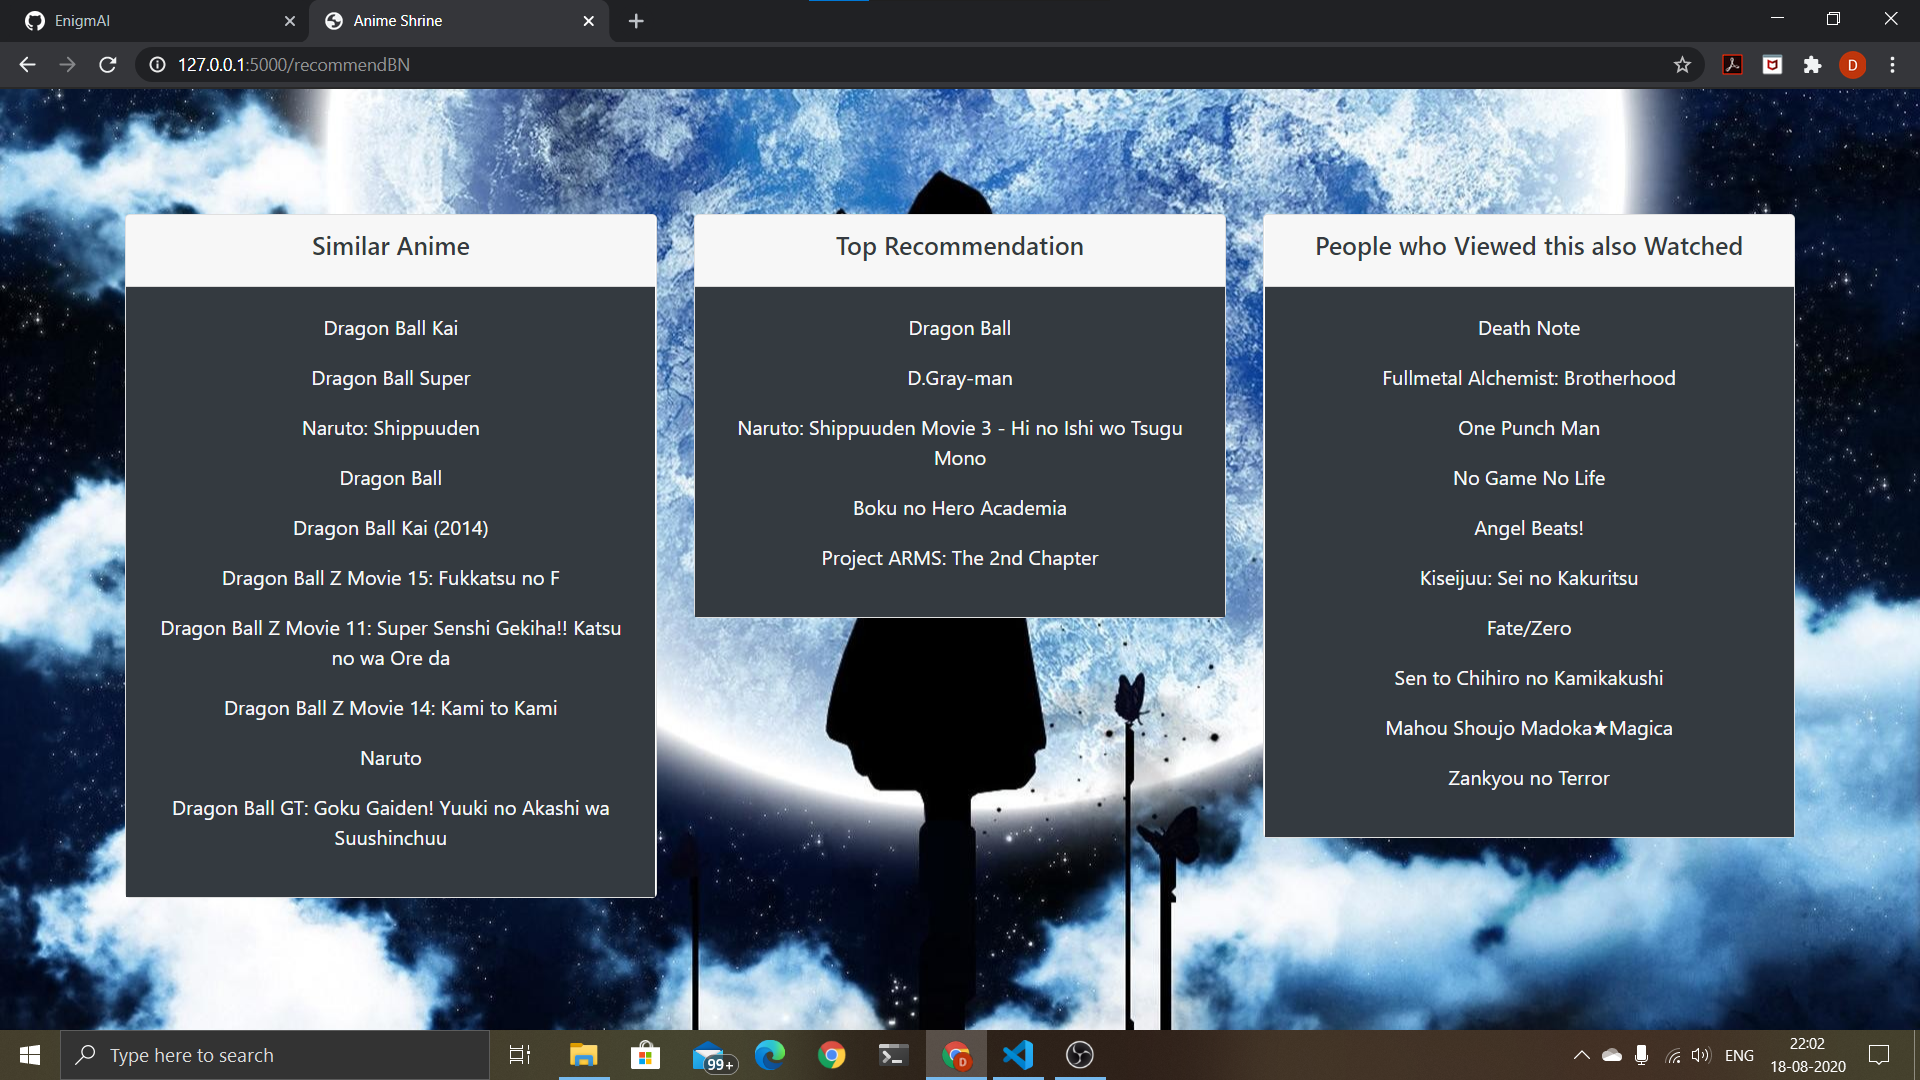 EnigmAI
Anime Shrine
127.0.0.1:5000/recommendBN
D
Similar Anime
Dragon Ball Kai
Dragon Ball Super
Naruto: Shippuuden
Dragon Ball
Dragon Ball Kai (2014)
Dragon Ball Z Movie 15: Fukkatsu no F
Dragon Ball Z Movie 11: Super Senshi Gekiha!! Katsu
no wa Ore da
Dragon Ball Z Movie 14: Kami to Kami
Naruto
Dragon Ball GT: Goku Gaiden! Yuuki no Akashi wa
Suushinchuu
Top Recommendation
Dragon Ball
D.Gray-man
Naruto: Shippuuden Movie 3 - Hi no Ishi wo Tsugu
Mono
Boku no Hero Academia
Project ARMS: The 2nd Chapter
People who Viewed this also Watched
Death Note
Fullmetal Alchemist: Brotherhood
One Punch Man
No Game No Life
Angel Beats!
Kiseijuu: Sei no Kakuritsu
Fate/Zero
Sen to Chihiro no Kamikakushi
Mahou Shoujo Madoka★Magica
Zankyou no Terror
Type here to search
99+
D
ENG
22:02
18-08-2020